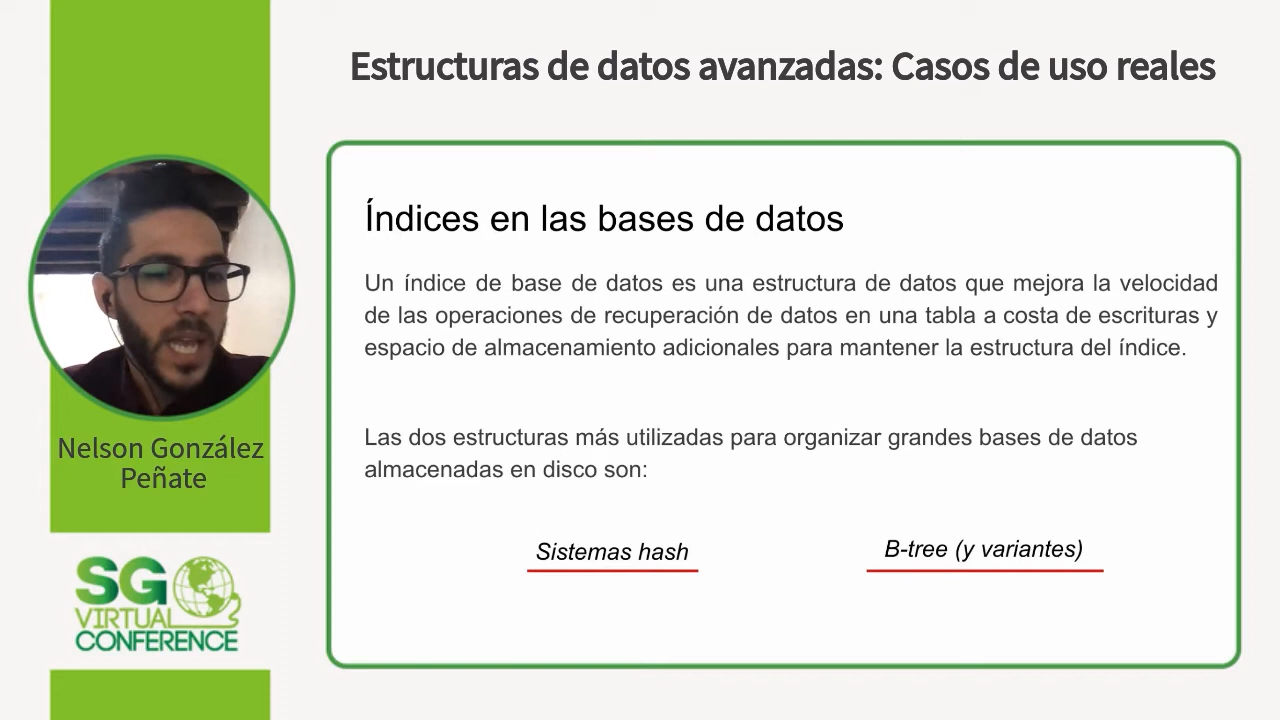 Estructuras de datos avanzadas: Casos de uso reales
Índices en las bases de datos
Un índice de base de datos es una estructura de datos que mejora la velocidad
de las operaciones de recuperación de datos en una tabla a costa de escrituras y
espacio de almacenamiento adicionales para mantener la estructura del índice.
Las dos estructuras más utilizadas para organizar grandes bases de datos
almacenadas en disco son:
Sistemas hash
B-tree (y variantes)
Nelson González
Peñate
SG
VIRTUAL
CONFERENCE